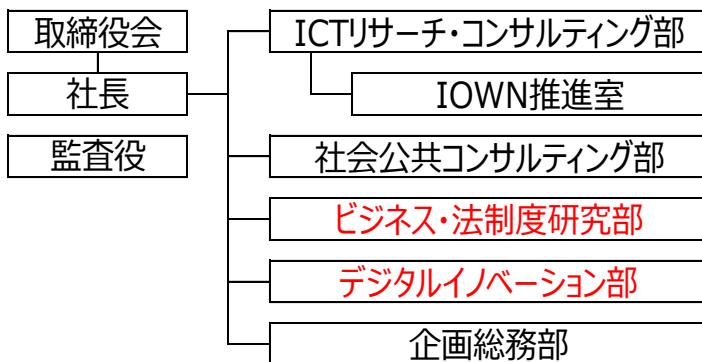 取締役会
社長
監査役
ICTリサーチ・コンサルティング部
IOWN推進室
社会公共コンサルティング部
ビジネス・法制度研究部
デジタルイノベーション部
企画総務部